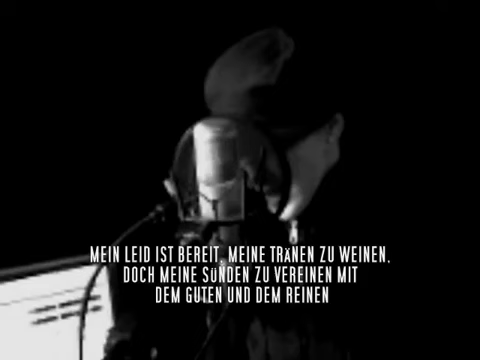 MEIN LEID IST BEREIT, MEINE TRÄNEN ZU WEINEN,
DOCH MEINE SÜNDEN ZU VEREINEN MIT
DEM GUTEN UND DEM REINEN